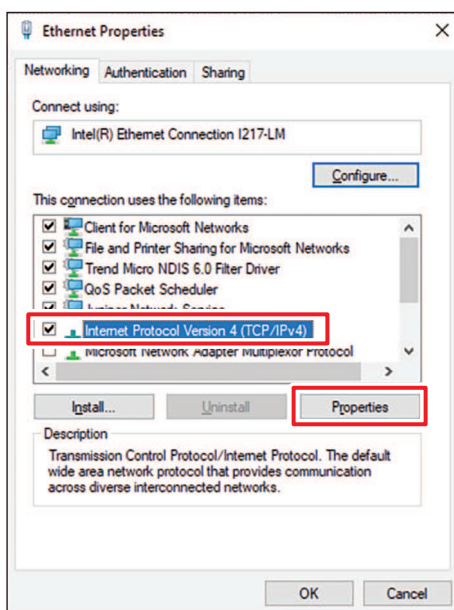 Ethernet Properties
Networking Authentication Sharing
Connect using:
Intel(R) Ethernet Connection I217-LM
Configure...
This connection uses the following items:
Client for Microsoft Networks
File and Printer Sharing for Microsoft Networks
Trend Micro NDIS 6.0 Filter Driver
QoS Packet Scheduler
Juniper Network Service
Internet Protocol Version 4 (TCP/IPv4)
Microsoft Network Adapter Multiplexor Protocol
Install... Uninstall Properties
Description
Transmission Control Protocol/Internet Protocol. The default
wide area network protocol that provides communication
across diverse interconnected networks.
OK Cancel